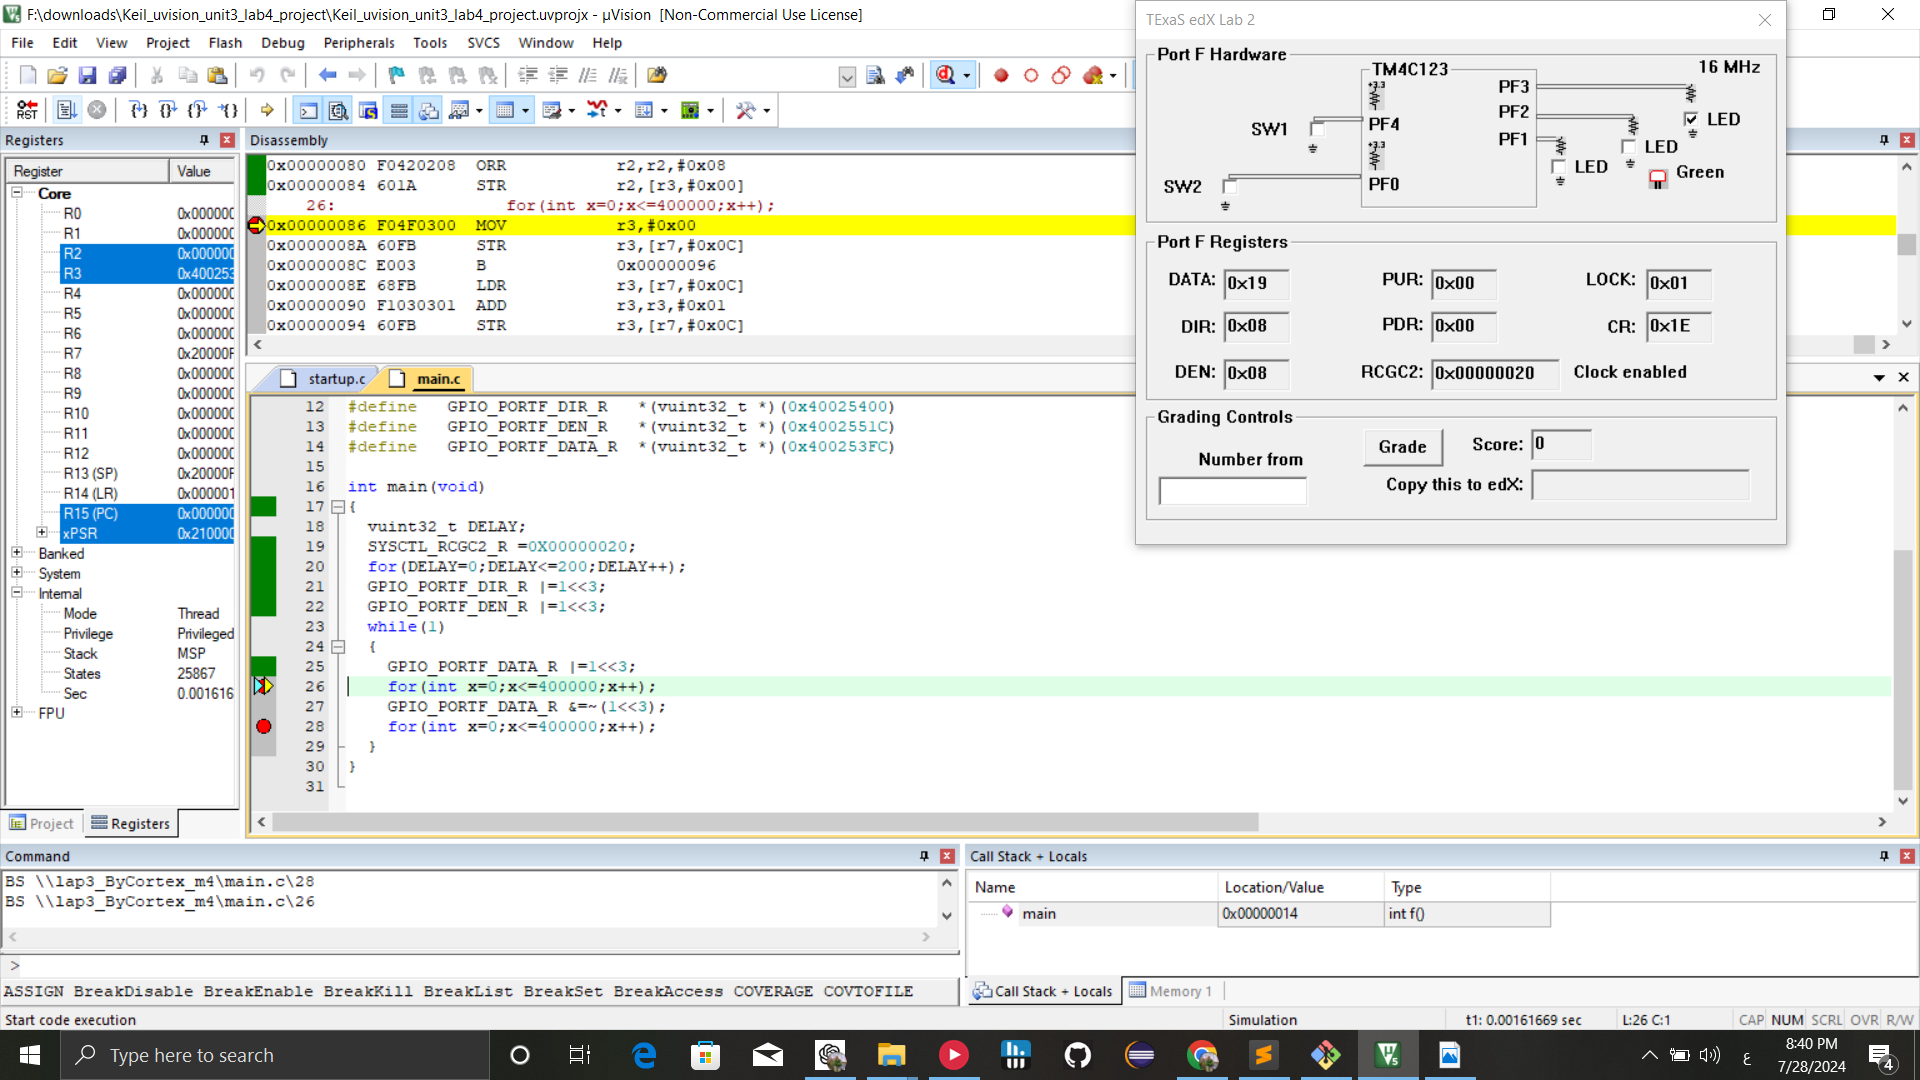 F:\downloads\Keil_uvision_unit3_lab4_project\Keil_uvision_unit3_lab4_project.uvprojx - µVision [Non-Commercial Use License]
File Edit View Project Flash Debug Peripherals Tools SVCS Window Help
RST
Registers
Register Value
Core
R0 0x000000
R1 0x000000
R2 0x000000
R3 0x400253
R4 0x000000
R5 0x000000
R6 0x000000
R7 0x20000F
R8 0x000000
R9 0x000000
R10 0x000000
R11 0x000000
R12 0x000000
R13 (SP) 0x20000F
R14 (LR) 0x000001
R15 (PC) 0x000000
xPSR 0x210000
Banked
System
Internal
Mode Thread
Privilege Privileged
Stack MSP
States 25867
Sec 0.001616
FPU
Project Registers
Disassembly
0x00000080 F0420208 ORR r2,r2,#0x08
0x00000084 601A STR r2,[r3,#0x00]
26: for(int x=0;x<=400000;x++);
0x00000086 F04F0300 MOV r3,#0x00
0x0000008A 60FB STR r3,[r7,#0x0C]
0x0000008C E003 B 0x00000096
0x0000008E 68FB LDR r3,[r7,#0x0C]
0x00000090 F1030301 ADD r3,r3,#0x01
0x00000094 60FB STR r3,[r7,#0x0C]
startup.c main.c
12 #define GPIO_PORTF_DIR_R *(vuint32_t *)(0x40025400)
13 #define GPIO_PORTF_DEN_R *(vuint32_t *)(0x4002551C)
14 #define GPIO_PORTF_DATA_R *(vuint32_t *)(0x400253FC)
15
16 int main(void)
17 {
18 vuint32_t DELAY;
19 SYSCTL_RCGC2_R =0X00000020;
20 for(DELAY=0;DELAY<=200;DELAY++);
21 GPIO_PORTF_DIR_R |=1<<3;
22 GPIO_PORTF_DEN_R |=1<<3;
23 while(1)
24 {
25 GPIO_PORTF_DATA_R |=1<<3;
26 for(int x=0;x<=400000;x++);
27 GPIO_PORTF_DATA_R &=~(1<<3);
28 for(int x=0;x<=400000;x++);
29 }
30 }
31
TExaS edX Lab 2
Port F Hardware
TM4C123 16 MHz
+3.3 PF3
SW1 PF4 PF2 LED
+3.3 PF1 LED
SW2 PF0 LED Green
Port F Registers
DATA: 0x19 PUR: 0x00 LOCK: 0x01
DIR: 0x08 PDR: 0x00 CR: 0x1E
DEN: 0x08 RCGC2: 0x00000020 Clock enabled
Grading Controls
Number from Grade Score: 0
Copy this to edX:
Command
BS \\lap3_ByCortex_m4\main.c\28
BS \\lap3_ByCortex_m4\main.c\26
>
ASSIGN BreakDisable BreakEnable BreakKill BreakList BreakSet BreakAccess COVERAGE COVTOFILE
Call Stack + Locals
Name Location/Value Type
main 0x00000014 int f()
Call Stack + Locals Memory 1
Start code execution Simulation t1: 0.00161669 sec L:26 C:1 CAP NUM SCRL OVR R/W
Type here to search
ع
8:40 PM
7/28/2024
4